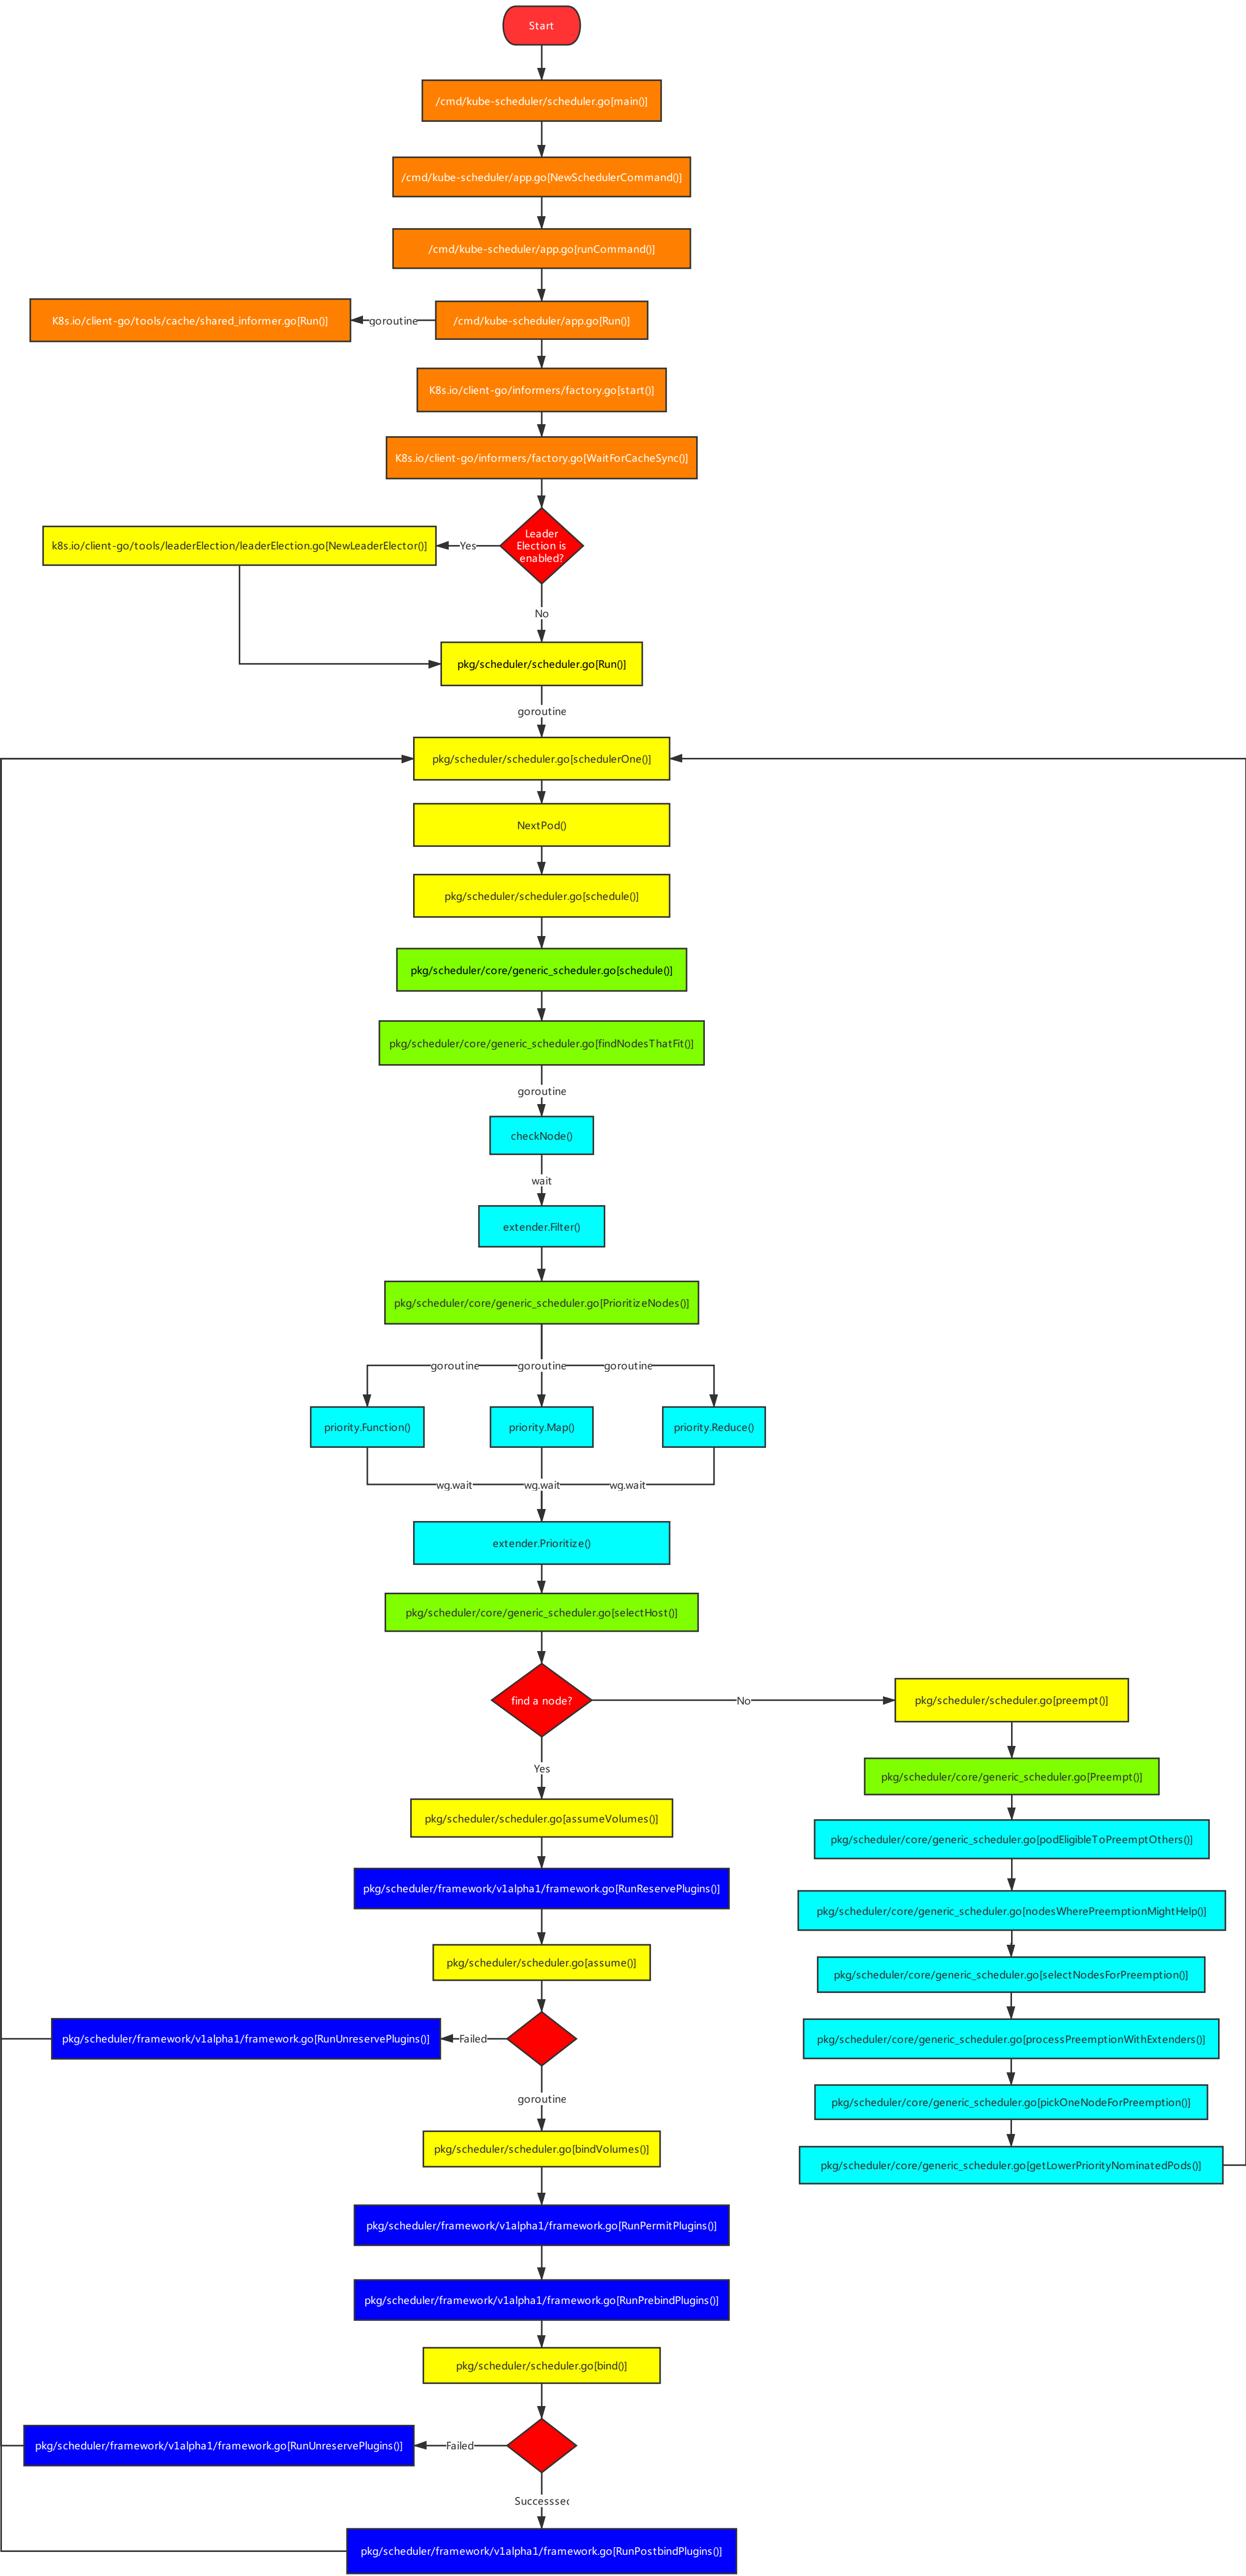 Start
/cmd/kube-scheduler/scheduler.go[main()]
/cmd/kube-scheduler/app.go[NewSchedulerCommand()]
/cmd/kube-scheduler/app.go[runCommand()]
K8s.io/client-go/tools/cache/shared_informer.go[Run()]
goroutine
/cmd/kube-scheduler/app.go[Run()]
K8s.io/client-go/informers/factory.go[start()]
K8s.io/client-go/informers/factory.go[WaitForCacheSync()]
Leader
Election is
enabled?
Yes
k8s.io/client-go/tools/leaderElection/leaderElection.go[NewLeaderElector()]
No
pkg/scheduler/scheduler.go[Run()]
goroutine
pkg/scheduler/scheduler.go[schedulerOne()]
NextPod()
pkg/scheduler/scheduler.go[schedule()]
pkg/scheduler/core/generic_scheduler.go[schedule()]
pkg/scheduler/core/generic_scheduler.go[findNodesThatFit()]
goroutine
checkNode()
wait
extender.Filter()
pkg/scheduler/core/generic_scheduler.go[PrioritizeNodes()]
goroutine
goroutine
goroutine
priority.Function()
priority.Map()
priority.Reduce()
wg.wait
wg.wait
wg.wait
extender.Prioritize()
pkg/scheduler/core/generic_scheduler.go[selectHost()]
find a node?
No
pkg/scheduler/scheduler.go[preempt()]
Yes
pkg/scheduler/core/generic_scheduler.go[Preempt()]
pkg/scheduler/scheduler.go[assumeVolumes()]
pkg/scheduler/core/generic_scheduler.go[podEligibleToPreemptOthers()]
pkg/scheduler/framework/v1alpha1/framework.go[RunReservePlugins()]
pkg/scheduler/core/generic_scheduler.go[nodesWherePreemptionMightHelp()]
pkg/scheduler/scheduler.go[assume()]
pkg/scheduler/core/generic_scheduler.go[selectNodesForPreemption()]
pkg/scheduler/framework/v1alpha1/framework.go[RunUnreservePlugins()]
Failed
pkg/scheduler/core/generic_scheduler.go[processPreemptionWithExtenders()]
goroutine
pkg/scheduler/core/generic_scheduler.go[pickOneNodeForPreemption()]
pkg/scheduler/scheduler.go[bindVolumes()]
pkg/scheduler/core/generic_scheduler.go[getLowerPriorityNominatedPods()]
pkg/scheduler/framework/v1alpha1/framework.go[RunPermitPlugins()]
pkg/scheduler/framework/v1alpha1/framework.go[RunPrebindPlugins()]
pkg/scheduler/scheduler.go[bind()]
pkg/scheduler/framework/v1alpha1/framework.go[RunUnreservePlugins()]
Failed
Successsed
pkg/scheduler/framework/v1alpha1/framework.go[RunPostbindPlugins()]